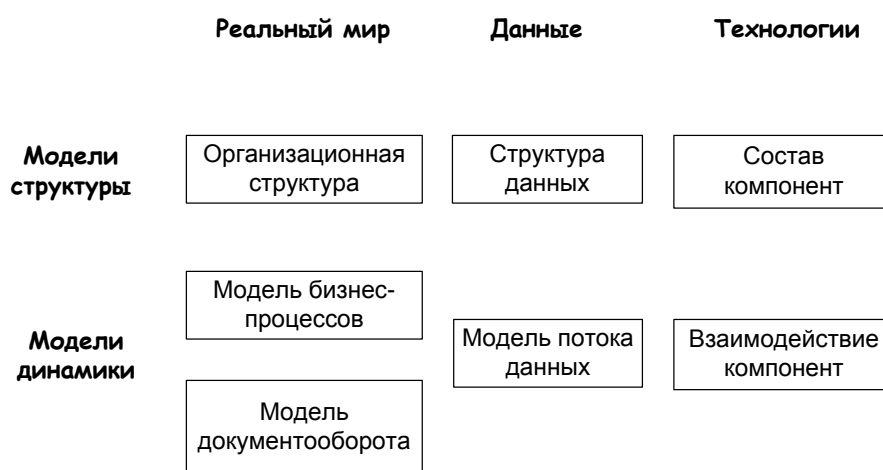 Реальный мир
Данные
Технологии
Модели
структуры
Организационная
структура
Структура
данных
Состав
компонент
Модели
динамики
Модель бизнес-
процессов
Модель
документооборота
Модель потока
данных
Взаимодействие
компонент